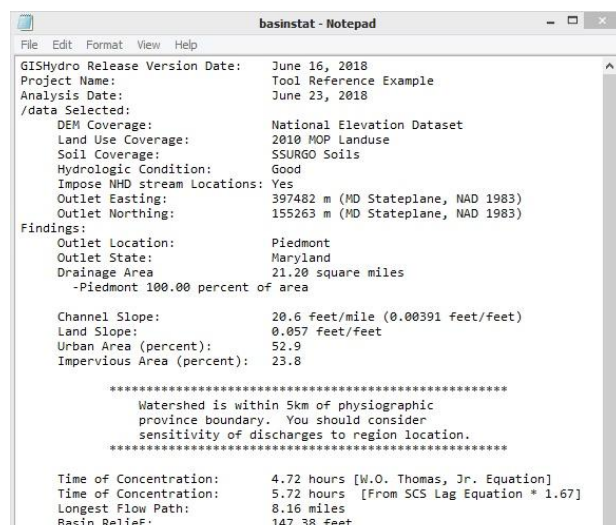 basinstat - Notepad
File Edit Format View Help
GISHydro Release Version Date: June 16, 2018
Project Name: Tool Reference Example
Analysis Date: June 23, 2018
/data Selected:
DEM Coverage: National Elevation Dataset
Land Use Coverage: 2010 MOP Landuse
Soil Coverage: SSURGO Soils
Hydrologic Condition: Good
Impose NHD stream Locations: Yes
Outlet Easting: 397482 m (MD Stateplane, NAD 1983)
Outlet Northing: 155263 m (MD Stateplane, NAD 1983)
Findings:
Outlet Location: Piedmont
Outlet State: Maryland
Drainage Area 21.20 square miles
-Piedmont 100.00 percent of area
Channel Slope: 20.6 feet/mile (0.00391 feet/feet)
Land Slope: 0.057 feet/feet
Urban Area (percent): 52.9
Impervious Area (percent): 23.8
******************************************************
Watershed is within 5km of physiographic
province boundary. You should consider
sensitivity of discharges to region location.
******************************************************
Time of Concentration: 4.72 hours [W.O. Thomas, Jr. Equation]
Time of Concentration: 5.72 hours [From SCS Lag Equation * 1.67]
Longest Flow Path: 8.16 miles
Basin Relief: 147.38 feet